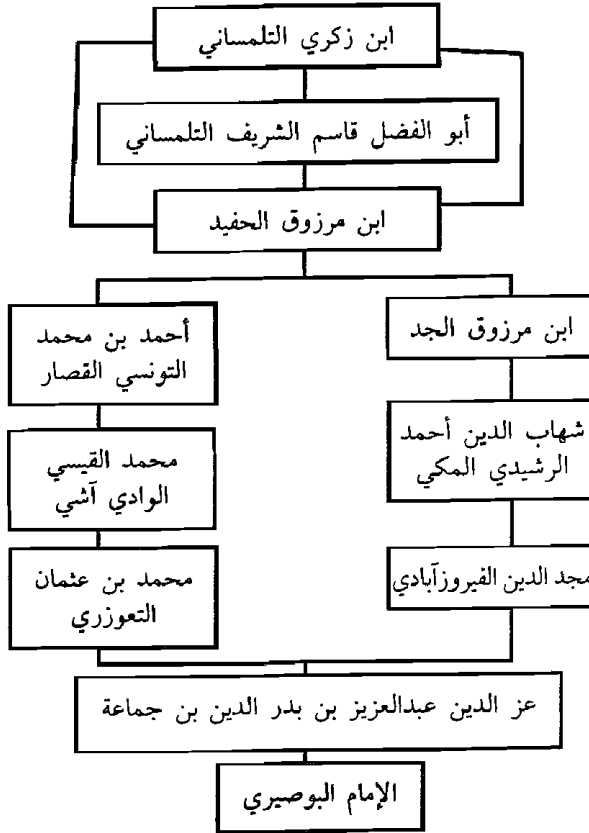 ابن زكري التلمساني
أبو الفضل قاسم الشريف التلمساني
ابن مرزوق الحفيد
ابن مرزوق الجد
أحمد بن محمد
التونسي القصار
شهاب الدين أحمد
الرشيدي المكي
محمد القيسي
الوادي آشي
مجد الدين الفيروزآبادي
محمد بن عثمان
التعوزري
عز الدين عبدالعزيز بن بدر الدين بن جماعة
الإمام البوصيري